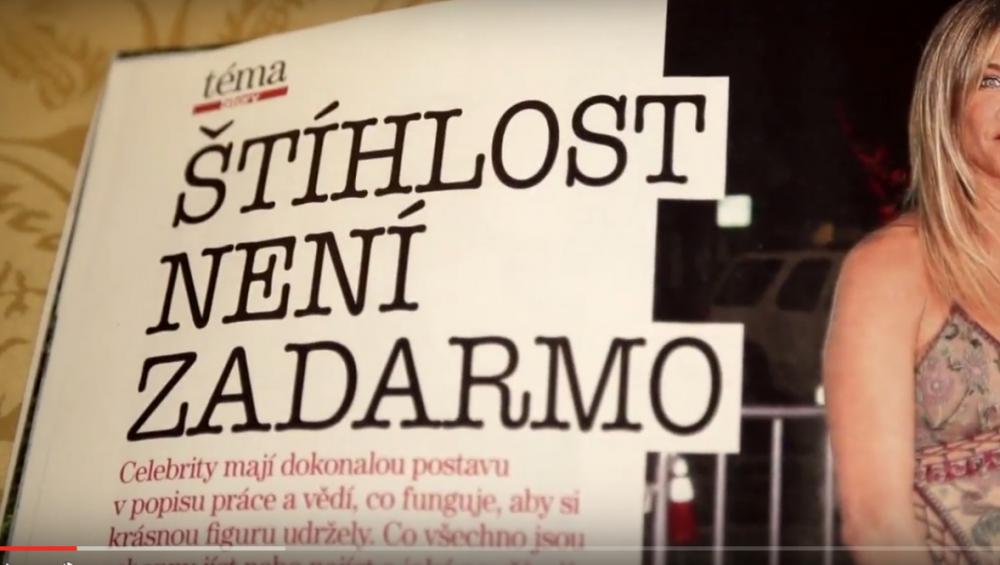 téma
ŠTÍHLOST
NENÍ
ZADARMO
Celebrity mají dokonalou postavu
v popisu práce a vědí, co funguje, aby si
krásnou figuru udržely. Co všechno jsou